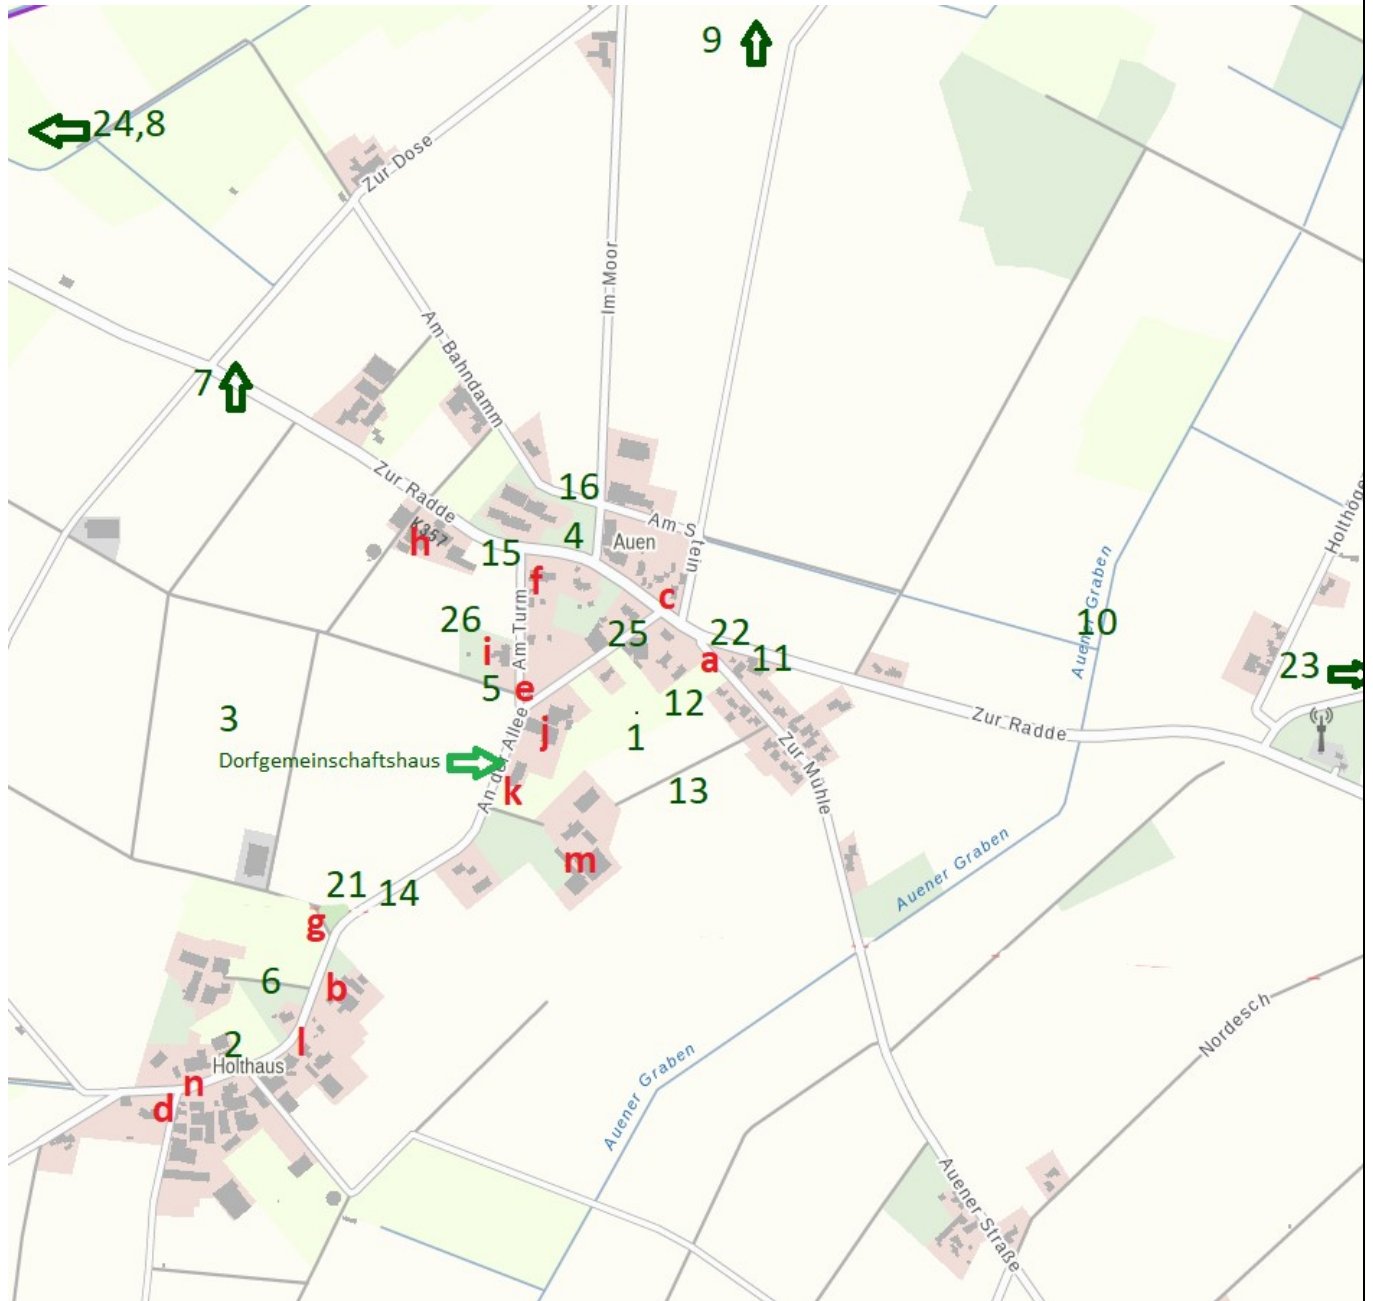 9
24,8
Zur Dose
Im Moor
Am Bahndamm
7
Zur Radde
K357
h
16
4
Am Stein
Auen
15
f
c
Am Turm
26
i
25
22
a
11
Auener Graben
10
Holthöge
23
5
e
12
j
1
3
Dorfgemeinschaftshaus
An der Allee
k
13
Zur Mühle
Zur Radde
m
21
14
g
Auener Graben
6
b
2
l
Holthaus
n
d
Auener Graben
Nordesch
Auener Straße